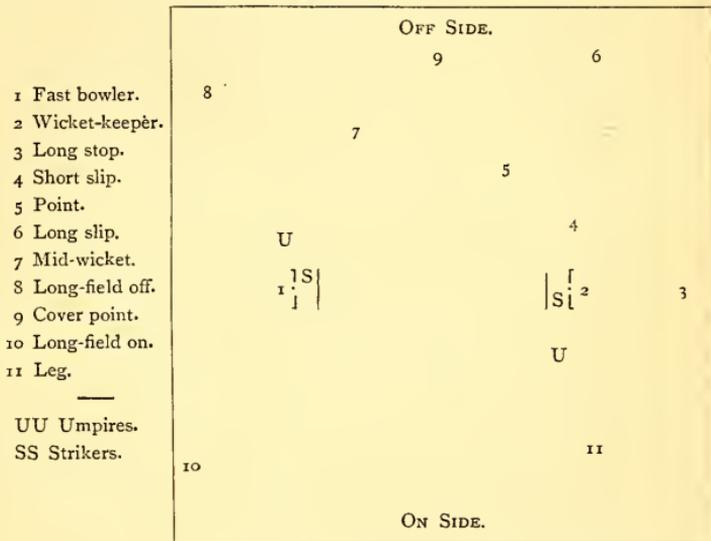 OFF SIDE.
9 6
8
7
5
4
U
1 S
S 2 3
U
11
10
ON SIDE.
1 Fast bowler.
2 Wicket-keeper.
3 Long stop.
4 Short slip.
5 Point.
6 Long slip.
7 Mid-wicket.
8 Long-field off.
9 Cover point.
10 Long-field on.
11 Leg.
UU Umpires.
SS Strikers.